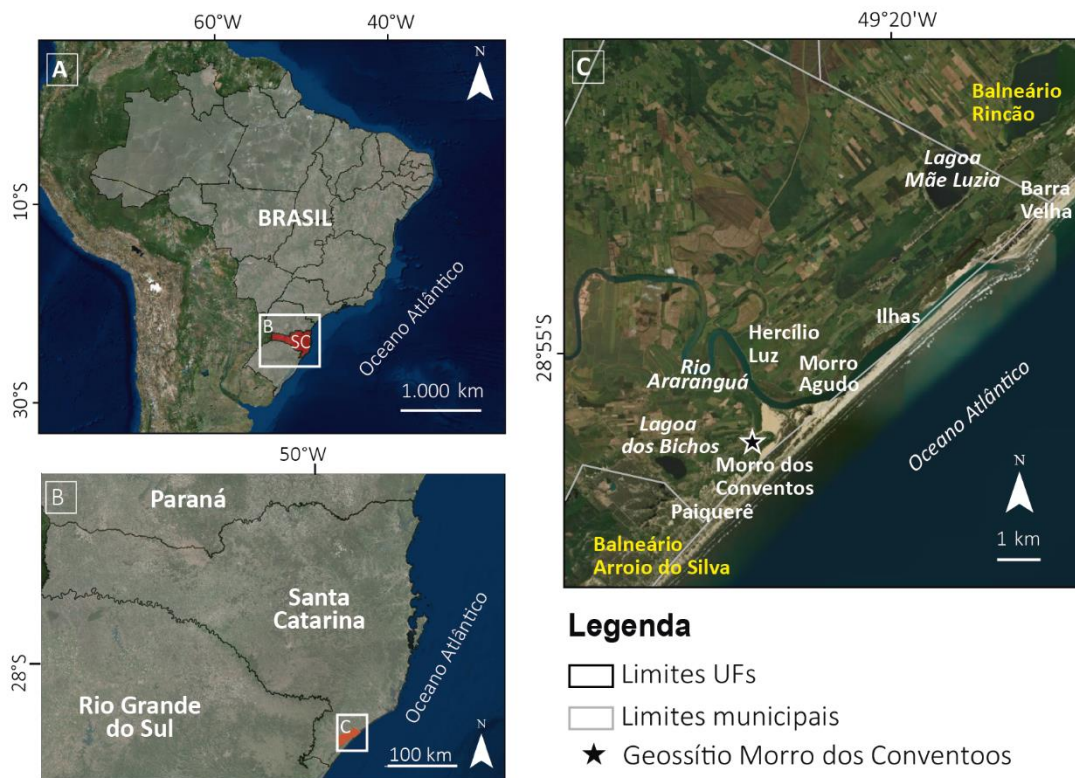 60°W
40°W
A
N
10°S
BRASIL
B
SC
Oceano Atlântico
30°S
1.000 km
50°W
B
Paraná
Santa
Catarina
Oceano Atlântico
28°S
Rio Grande
do Sul
C
N
100 km
49°20'W
C
Balneário
Rincão
Lagoa
Mãe Luzia
Barra
Velha
Ilhas
28°55'S
Hercílio
Luz
Rio
Araranguá
Morro
Agudo
Lagoa
dos Bichos
Oceano Atlântico
Morro dos
Conventos
Paiquerê
N
Balneário
Arroio do Silva
1 km
Legenda
Limites UFs
Limites municipais
Geossítio Morro dos Conventoos